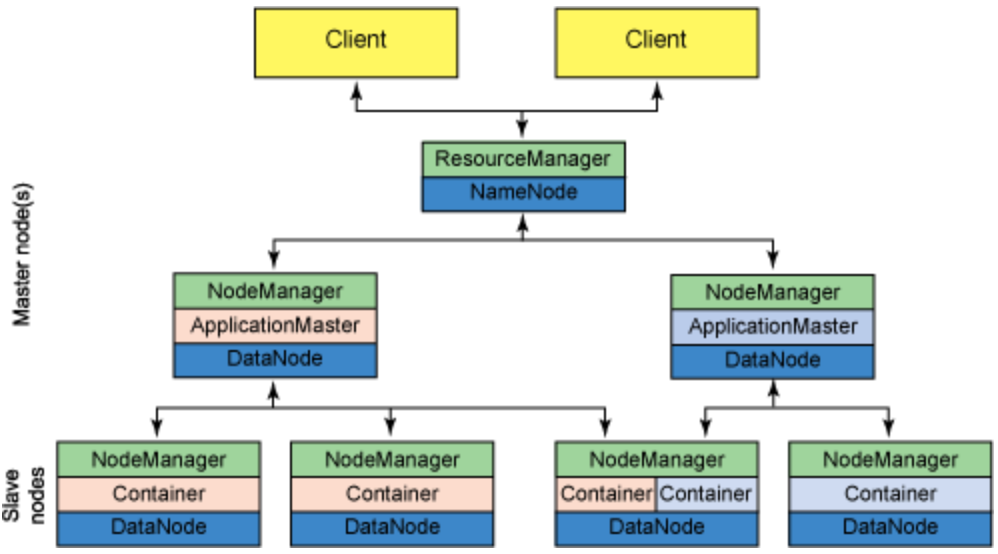 Client
Client
ResourceManager
NameNode
Master node(s)
NodeManager
ApplicationMaster
DataNode
NodeManager
ApplicationMaster
DataNode
Slave
nodes
NodeManager
Container
DataNode
NodeManager
Container
DataNode
NodeManager
Container Container
DataNode
NodeManager
Container
DataNode